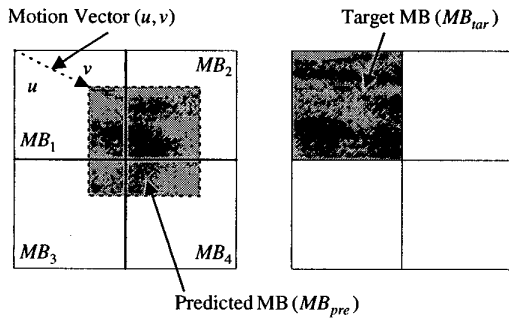 Motion Vector (u, v)
Target MB (MB_tar)
v
u
MB_2
MB_1
MB_3
MB_4
Predicted MB (MB_pre)